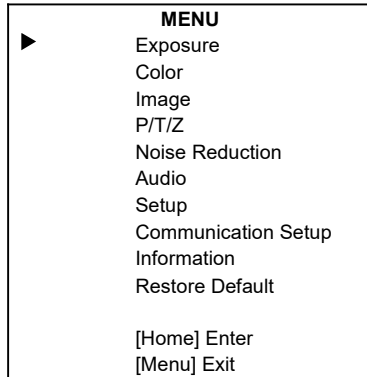 MENU
▶ Exposure
Color
Image
P/T/Z
Noise Reduction
Audio
Setup
Communication Setup
Information
Restore Default
[Home] Enter
[Menu] Exit